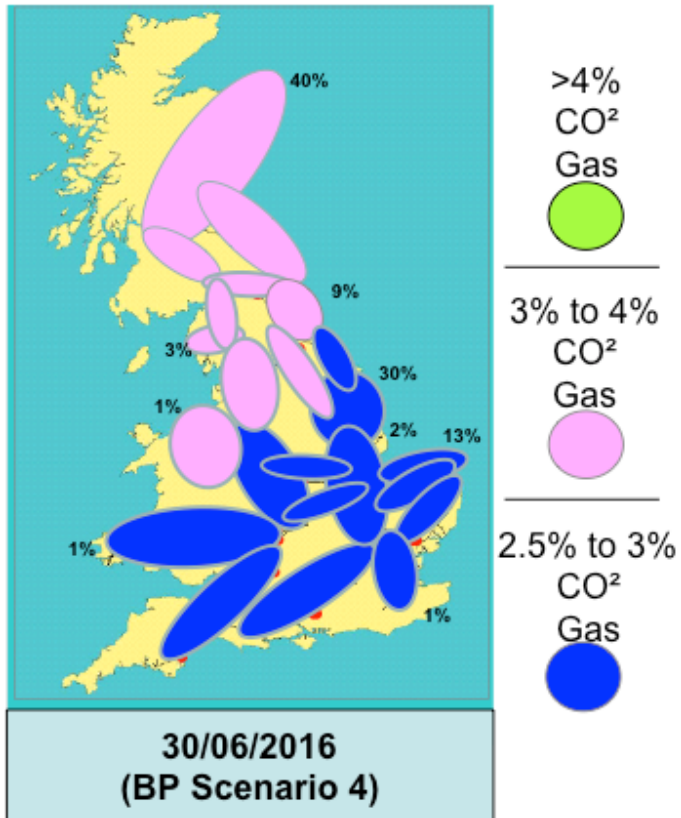 40%
9%
3%
30%
1%
2%
13%
1%
1%
30/06/2016
(BP Scenario 4)
>4%
CO²
Gas
3% to 4%
CO²
Gas
2.5% to 3%
CO²
Gas